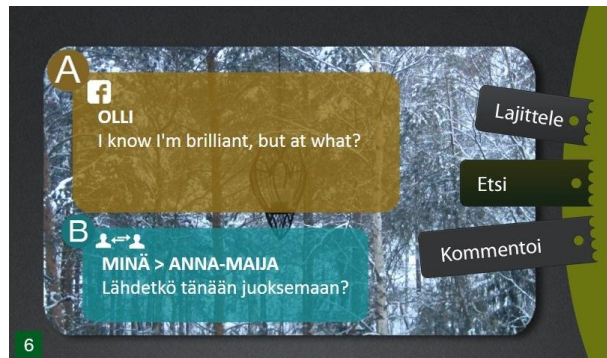 A
f
OLLI
I know I'm brilliant, but at what?
B
MINÄ > ANNA-MAIJA
Lähdetkö tänään juoksemaan?
Lajittele
Etsi
Kommentoi
6